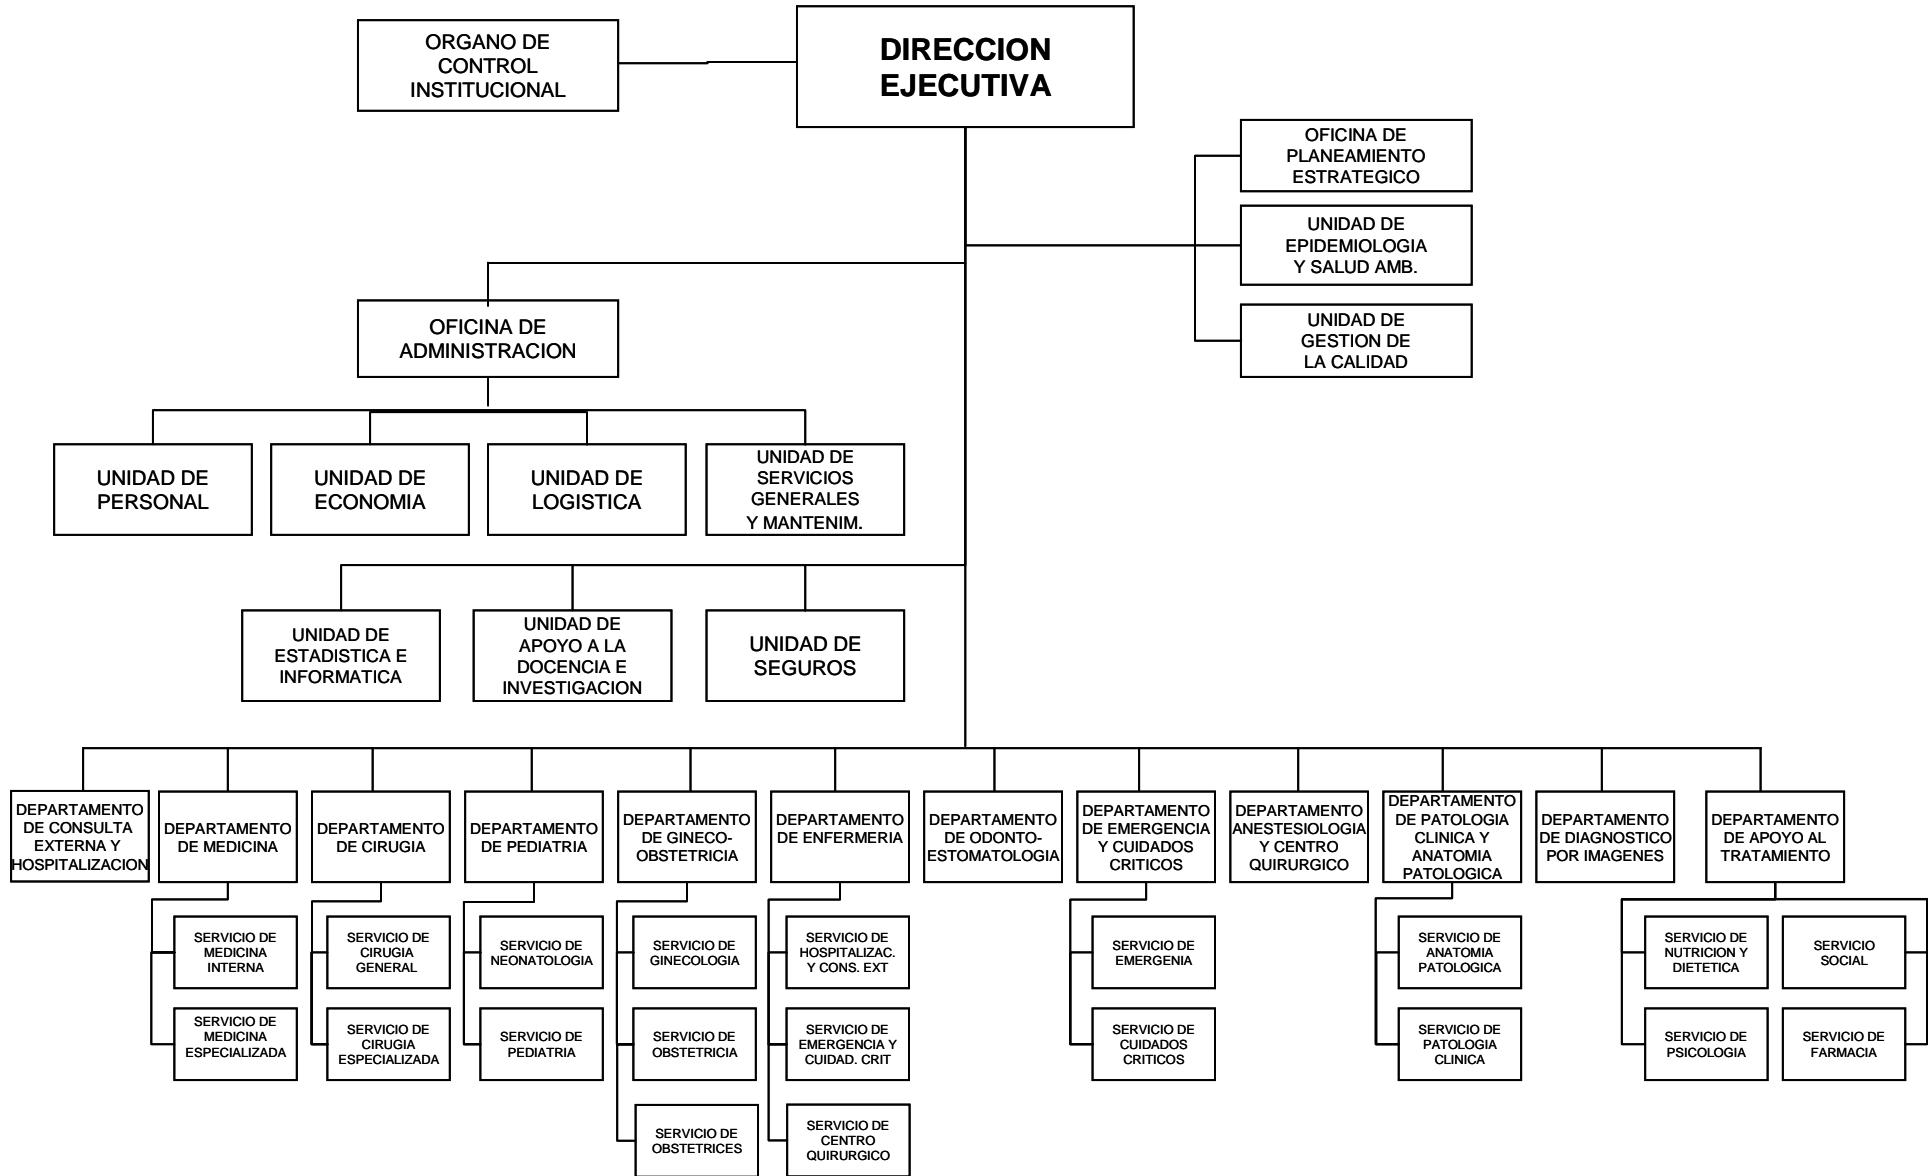 ORGANO DE
CONTROL
INSTITUCIONAL
DIRECCION
EJECUTIVA
OFICINA DE
PLANEAMIENTO
ESTRATEGICO
UNIDAD DE
EPIDEMIOLOGIA
Y SALUD AMB.
UNIDAD DE
GESTION DE
LA CALIDAD
OFICINA DE
ADMINISTRACION
UNIDAD DE
PERSONAL
UNIDAD DE
ECONOMIA
UNIDAD DE
LOGISTICA
UNIDAD DE
SERVICIOS
GENERALES
Y MANTENIM.
UNIDAD DE
ESTADISTICA E
INFORMATICA
UNIDAD DE
APOYO A LA
DOCENCIA E
INVESTIGACION
UNIDAD DE
SEGUROS
DEPARTAMENTO
DE CONSULTA
EXTERNA Y
HOSPITALIZACION
DEPARTAMENTO
DE MEDICINA
DEPARTAMENTO
DE CIRUGIA
DEPARTAMENTO
DE PEDIATRIA
DEPARTAMENTO
DE GINECO-
OBSTETRICIA
DEPARTAMENTO
DE ENFERMERIA
DEPARTAMENTO
DE ODONTO-
ESTOMATOLOGIA
DEPARTAMENTO
DE EMERGENCIA
Y CUIDADOS
CRITICOS
DEPARTAMENTO
ANESTESIOLOGIA
Y CENTRO
QUIRURGICO
DEPARTAMENTO
DE PATOLOGIA
CLINICA Y
ANATOMIA
PATOLOGICA
DEPARTAMENTO
DE DIAGNOSTICO
POR IMAGENES
DEPARTAMENTO
DE APOYO AL
TRATAMIENTO
SERVICIO DE
MEDICINA
INTERNA
SERVICIO DE
CIRUGIA
GENERAL
SERVICIO DE
NEONATOLOGIA
SERVICIO DE
GINECOLOGIA
SERVICIO DE
HOSPITALIZAC.
Y CONS. EXT
SERVICIO DE
EMERGENIA
SERVICIO DE
ANATOMIA
PATOLOGICA
SERVICIO DE
NUTRICION Y
DIETETICA
SERVICIO
SOCIAL
SERVICIO DE
MEDICINA
ESPECIALIZADA
SERVICIO DE
CIRUGIA
ESPECIALIZADA
SERVICIO DE
PEDIATRIA
SERVICIO DE
OBSTETRICIA
SERVICIO DE
EMERGENCIA Y
CUIDAD. CRIT
SERVICIO DE
CUIDADOS
CRITICOS
SERVICIO DE
PATOLOGIA
CLINICA
SERVICIO DE
PSICOLOGIA
SERVICIO DE
FARMACIA
SERVICIO DE
OBSTETRICES
SERVICIO DE
CENTRO
QUIRURGICO